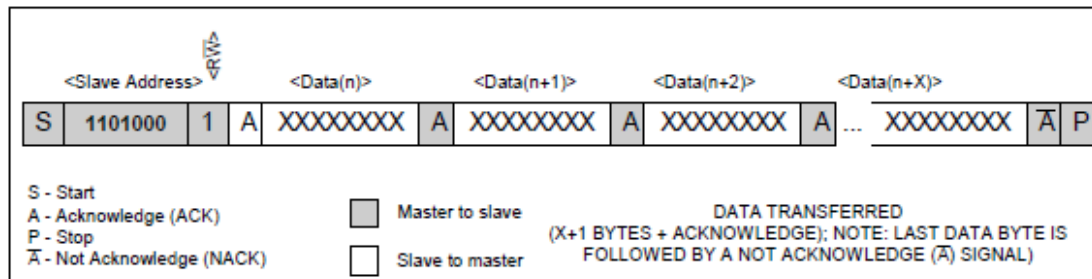 <R/W̅>
<Slave Address> <Data(n)> <Data(n+1)> <Data(n+2)> <Data(n+X)>
S 1101000 1 A XXXXXXXX A XXXXXXXX A XXXXXXXX A ... XXXXXXXX A̅ P
S - Start
A - Acknowledge (ACK)
P - Stop
A̅ - Not Acknowledge (NACK)
Master to slave
Slave to master
DATA TRANSFERRED
(X+1 BYTES + ACKNOWLEDGE); NOTE: LAST DATA BYTE IS
FOLLOWED BY A NOT ACKNOWLEDGE (A̅) SIGNAL)